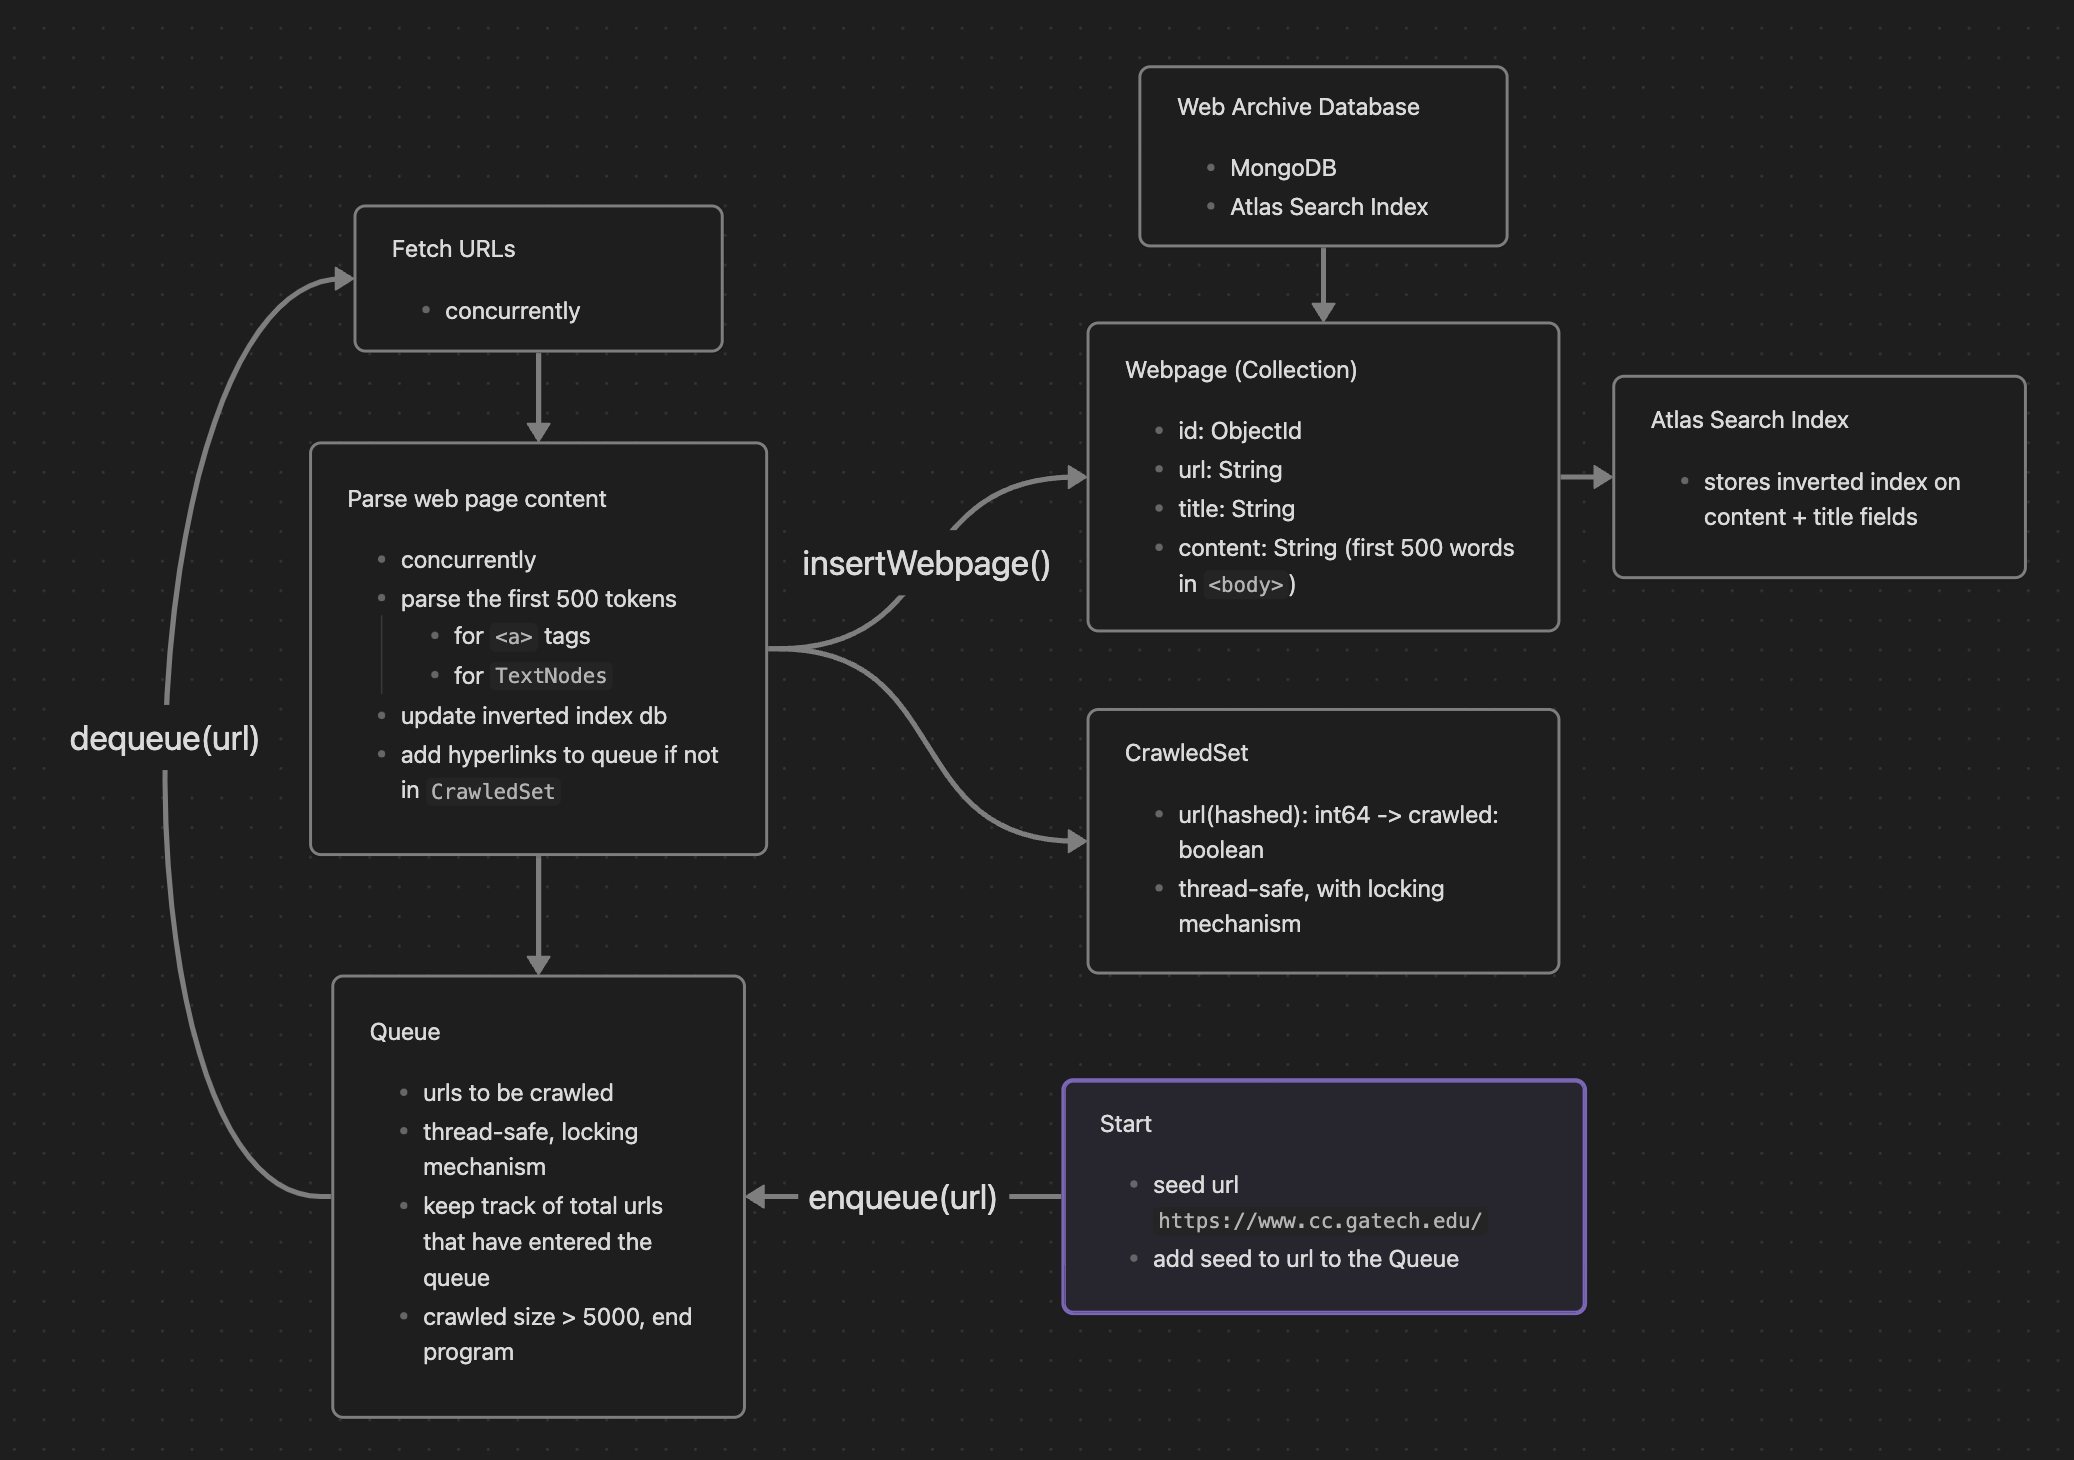 Web Archive Database
MongoDB
Atlas Search Index
Fetch URLs
concurrently
Webpage (Collection)
id: ObjectId
url: String
title: String
content: String (first 500 words
in <body>)
Atlas Search Index
stores inverted index on
content + title fields
Parse web page content
concurrently
parse the first 500 tokens
for <a> tags
for TextNodes
update inverted index db
add hyperlinks to queue if not
in CrawledSet
insertWebpage()
dequeue(url)
CrawledSet
url(hashed): int64 -> crawled:
boolean
thread-safe, with locking
mechanism
Queue
urls to be crawled
thread-safe, locking
mechanism
keep track of total urls
that have entered the
queue
crawled size > 5000, end
program
enqueue(url)
Start
seed url
https://www.cc.gatech.edu/
add seed to url to the Queue